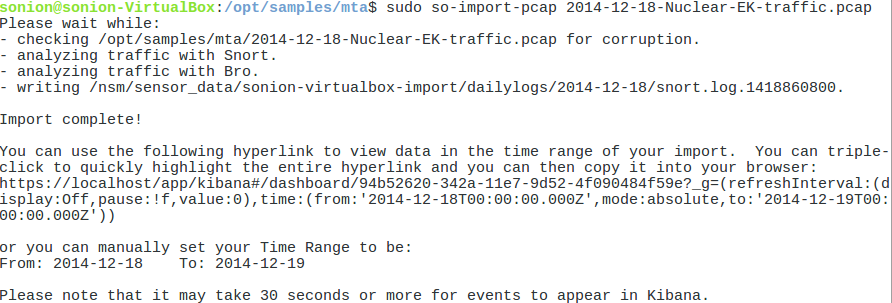 sonion@sonion-VirtualBox:/opt/samples/mta$ sudo so-import-pcap 2014-12-18-Nuclear-EK-traffic.pcap
Please wait while:
- checking /opt/samples/mta/2014-12-18-Nuclear-EK-traffic.pcap for corruption.
- analyzing traffic with Snort.
- analyzing traffic with Bro.
- writing /nsm/sensor_data/sonion-virtualbox-import/dailylogs/2014-12-18/snort.log.1418860800.
Import complete!
You can use the following hyperlink to view data in the time range of your import.  You can triple-
click to quickly highlight the entire hyperlink and you can then copy it into your browser:
https://localhost/app/kibana#/dashboard/94b52620-342a-11e7-9d52-4f090484f59e?_g=(refreshInterval:(d
isplay:Off,pause:!f,value:0),time:(from:'2014-12-18T00:00:00.000Z',mode:absolute,to:'2014-12-19T00:
00:00.000Z'))
or you can manually set your Time Range to be:
From: 2014-12-18    To: 2014-12-19
Please note that it may take 30 seconds or more for events to appear in Kibana.